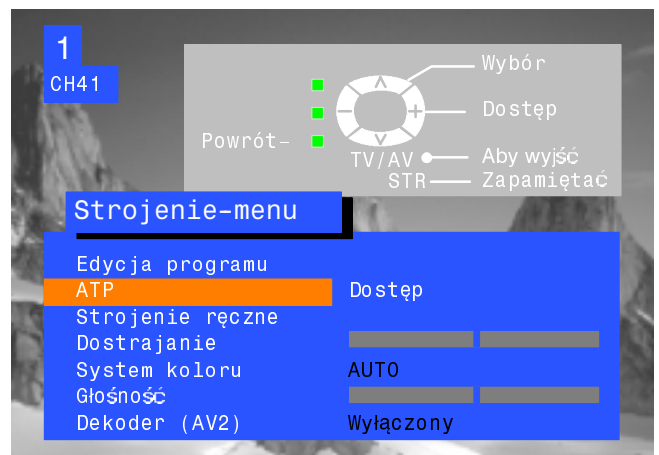 1
CH41
Wybór
Dostęp
Powrót–
TV/AV Aby wyjść
STR Zapamiętać
Strojenie-menu
Edycja programu
ATP Dostęp
Strojenie ręczne
Dostrajanie
System koloru AUTO
Głośność
Dekoder (AV2) Wyłączony